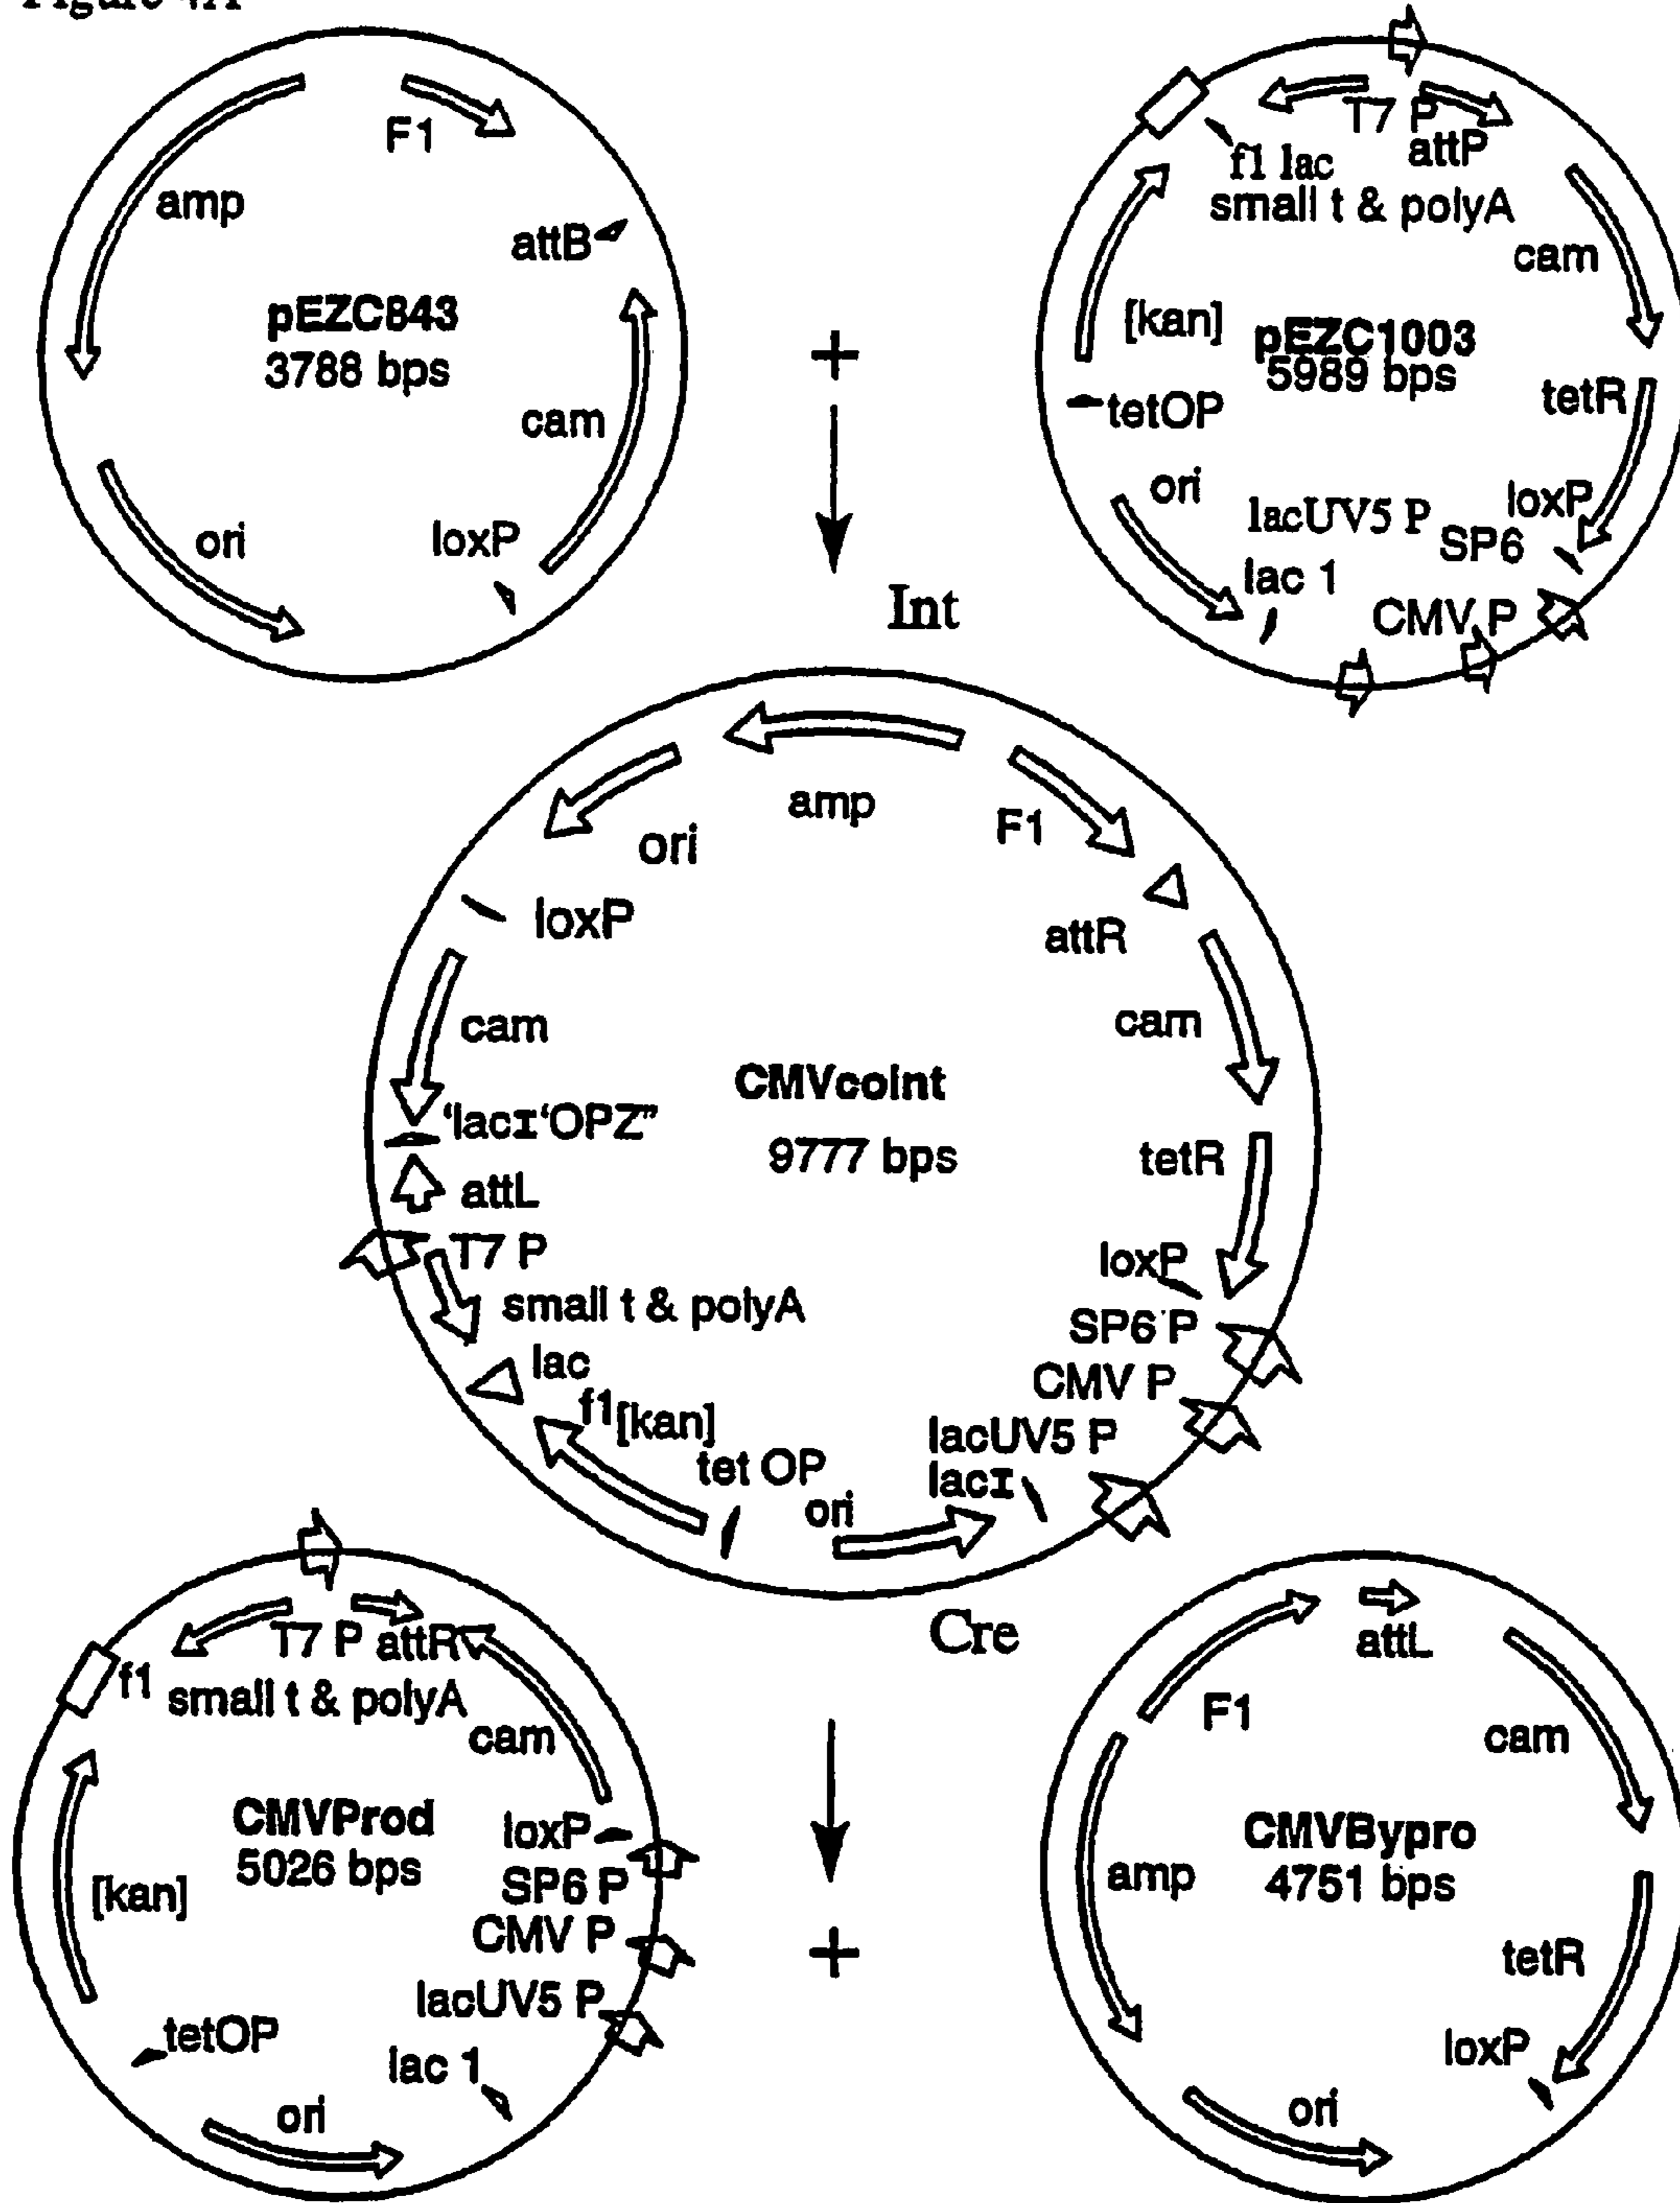 Figure 4A
F1
amp
attB
pEZC843
3788 bps
cam
ori
loxP
+
T7 P
attP
f1 lac
small t & polyA
cam
[kan]
pEZC1003
5989 bps
tetR
tetOP
ori
loxP
lacUV5 P
SP6
lac 1
CMV P
Int
amp
F1
ori
loxP
attR
cam
cam
CMVcoInt
'lacI'OPZ"
9777 bps
tetR
attL
T7 P
loxP
small t & polyA
SP6 P
lac
CMV P
f1
[kan]
lacUV5 P
tet OP
lacI
ori
Cre
T7 P
attR
f1
small t & polyA
cam
CMVProd
5026 bps
loxP
[kan]
SP6 P
CMV P
lacUV5 P
tetOP
lac 1
ori
+
attL
F1
cam
CMVBypro
4751 bps
amp
tetR
loxP
ori